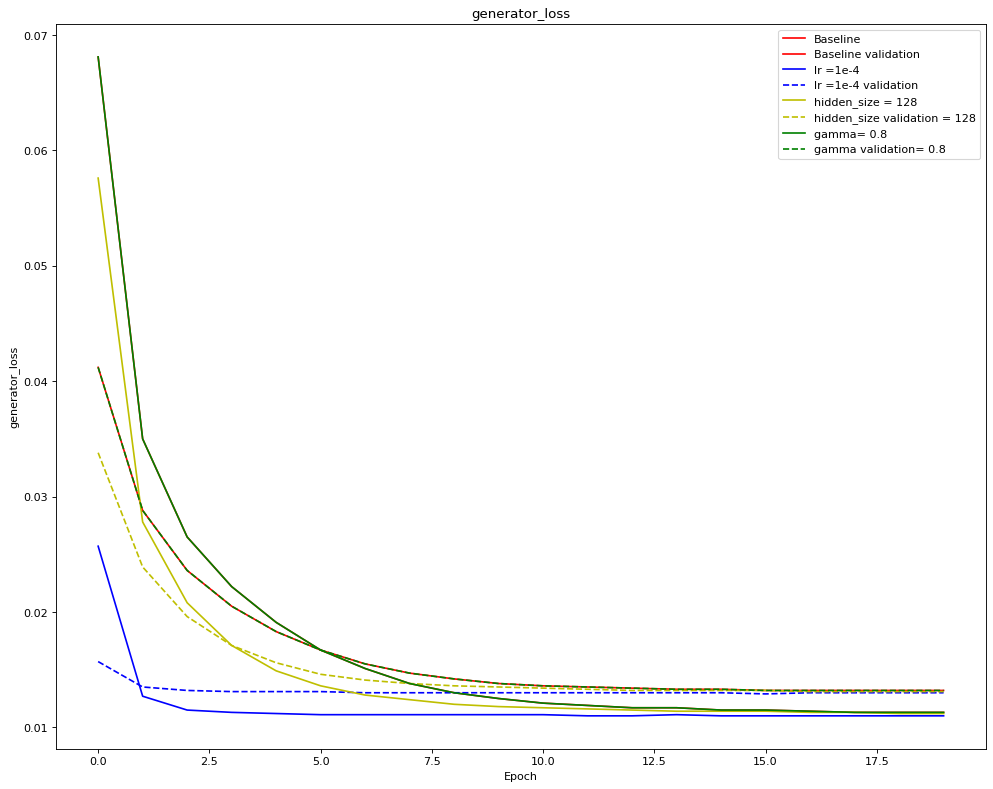 generator_loss
Baseline
Baseline validation
lr =1e-4
lr =1e-4 validation
hidden_size = 128
hidden_size validation = 128
gamma= 0.8
gamma validation= 0.8
generator_loss
0.07
0.06
0.05
0.04
0.03
0.02
0.01
0.0
2.5
5.0
7.5
10.0
12.5
15.0
17.5
Epoch